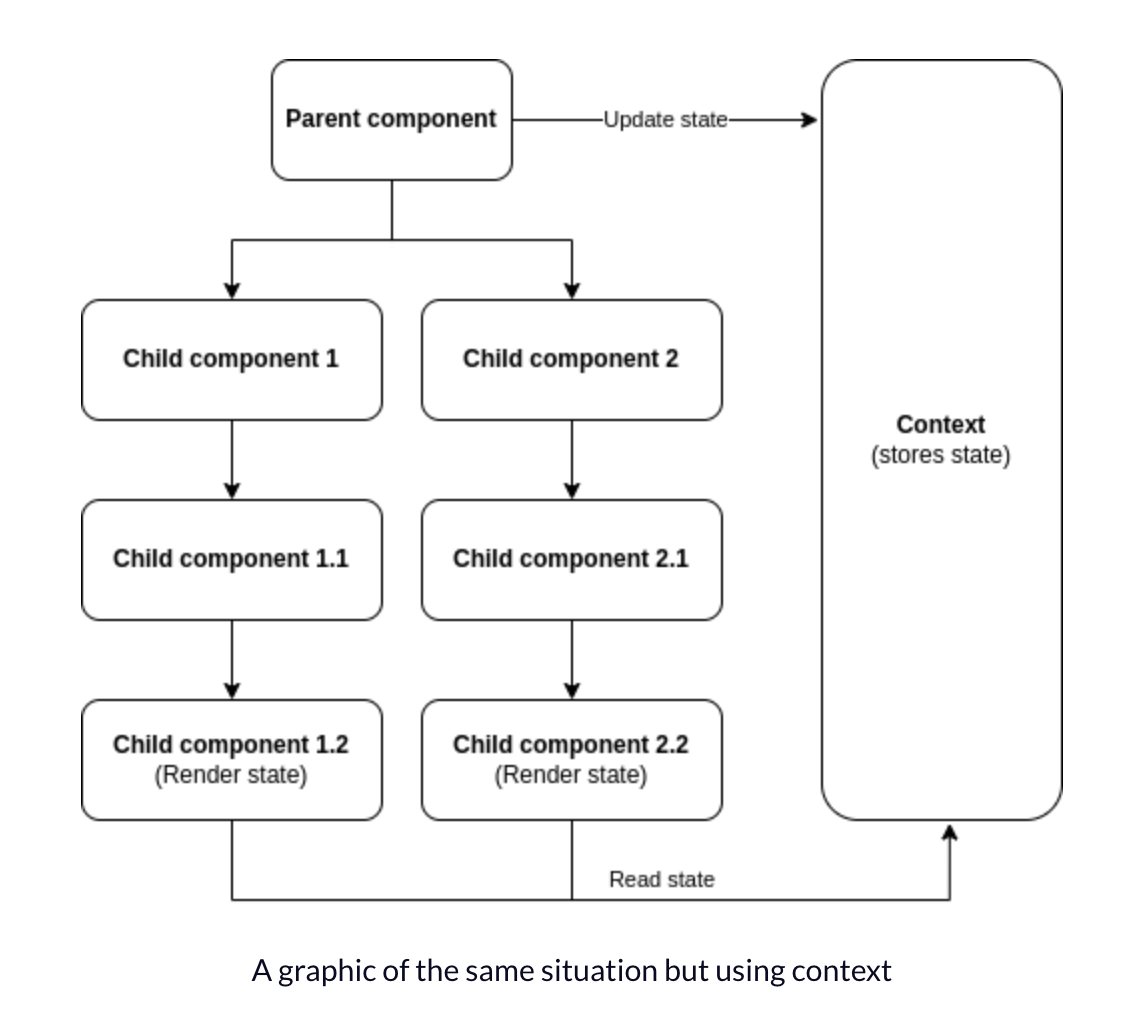 Parent component
Update state
Child component 1
Child component 2
Context
(stores state)
Child component 1.1
Child component 2.1
Child component 1.2
(Render state)
Child component 2.2
(Render state)
Read state
A graphic of the same situation but using context